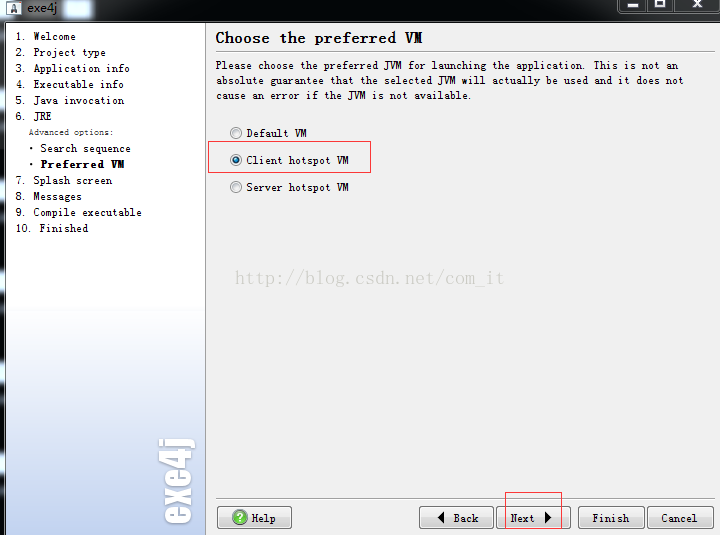 exe4j
1. Welcome
2. Project type
3. Application info
4. Executable info
5. Java invocation
6. JRE
Advanced options:
· Search sequence
· Preferred VM
7. Splash screen
8. Messages
9. Compile executable
10. Finished
exe4j
Choose the preferred VM
Please choose the preferred JVM for launching the application. This is not an
absolute guarantee that the selected JVM will actually be used and it does not
cause an error if the JVM is not available.
Default VM
Client hotspot VM
Server hotspot VM
http://blog.csdn.net/com_it
Help
Back
Next
Finish
Cancel